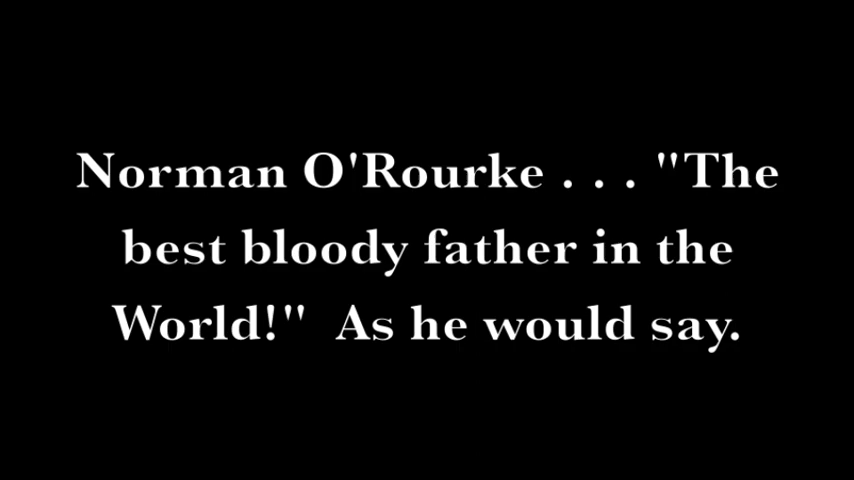 Norman O'Rourke . . . "The
best bloody father in the
World!"  As he would say.